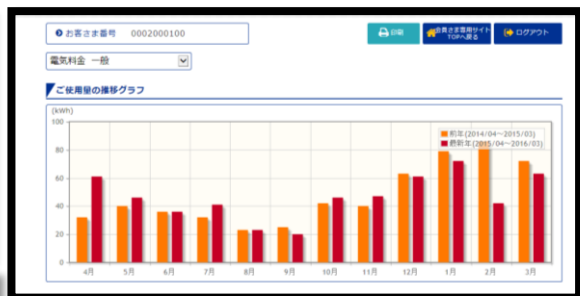 お客さま番号 0002000100
印刷
会員さま専用サイト
TOPへ戻る
ログアウト
電気料金 一般
ご使用量の推移グラフ
(kWh)
100
前年(2014/04～2015/03)
最新年(2015/04～2016/03)
80
60
40
20
0
4月 5月 6月 7月 8月 9月 10月 11月 12月 1月 2月 3月